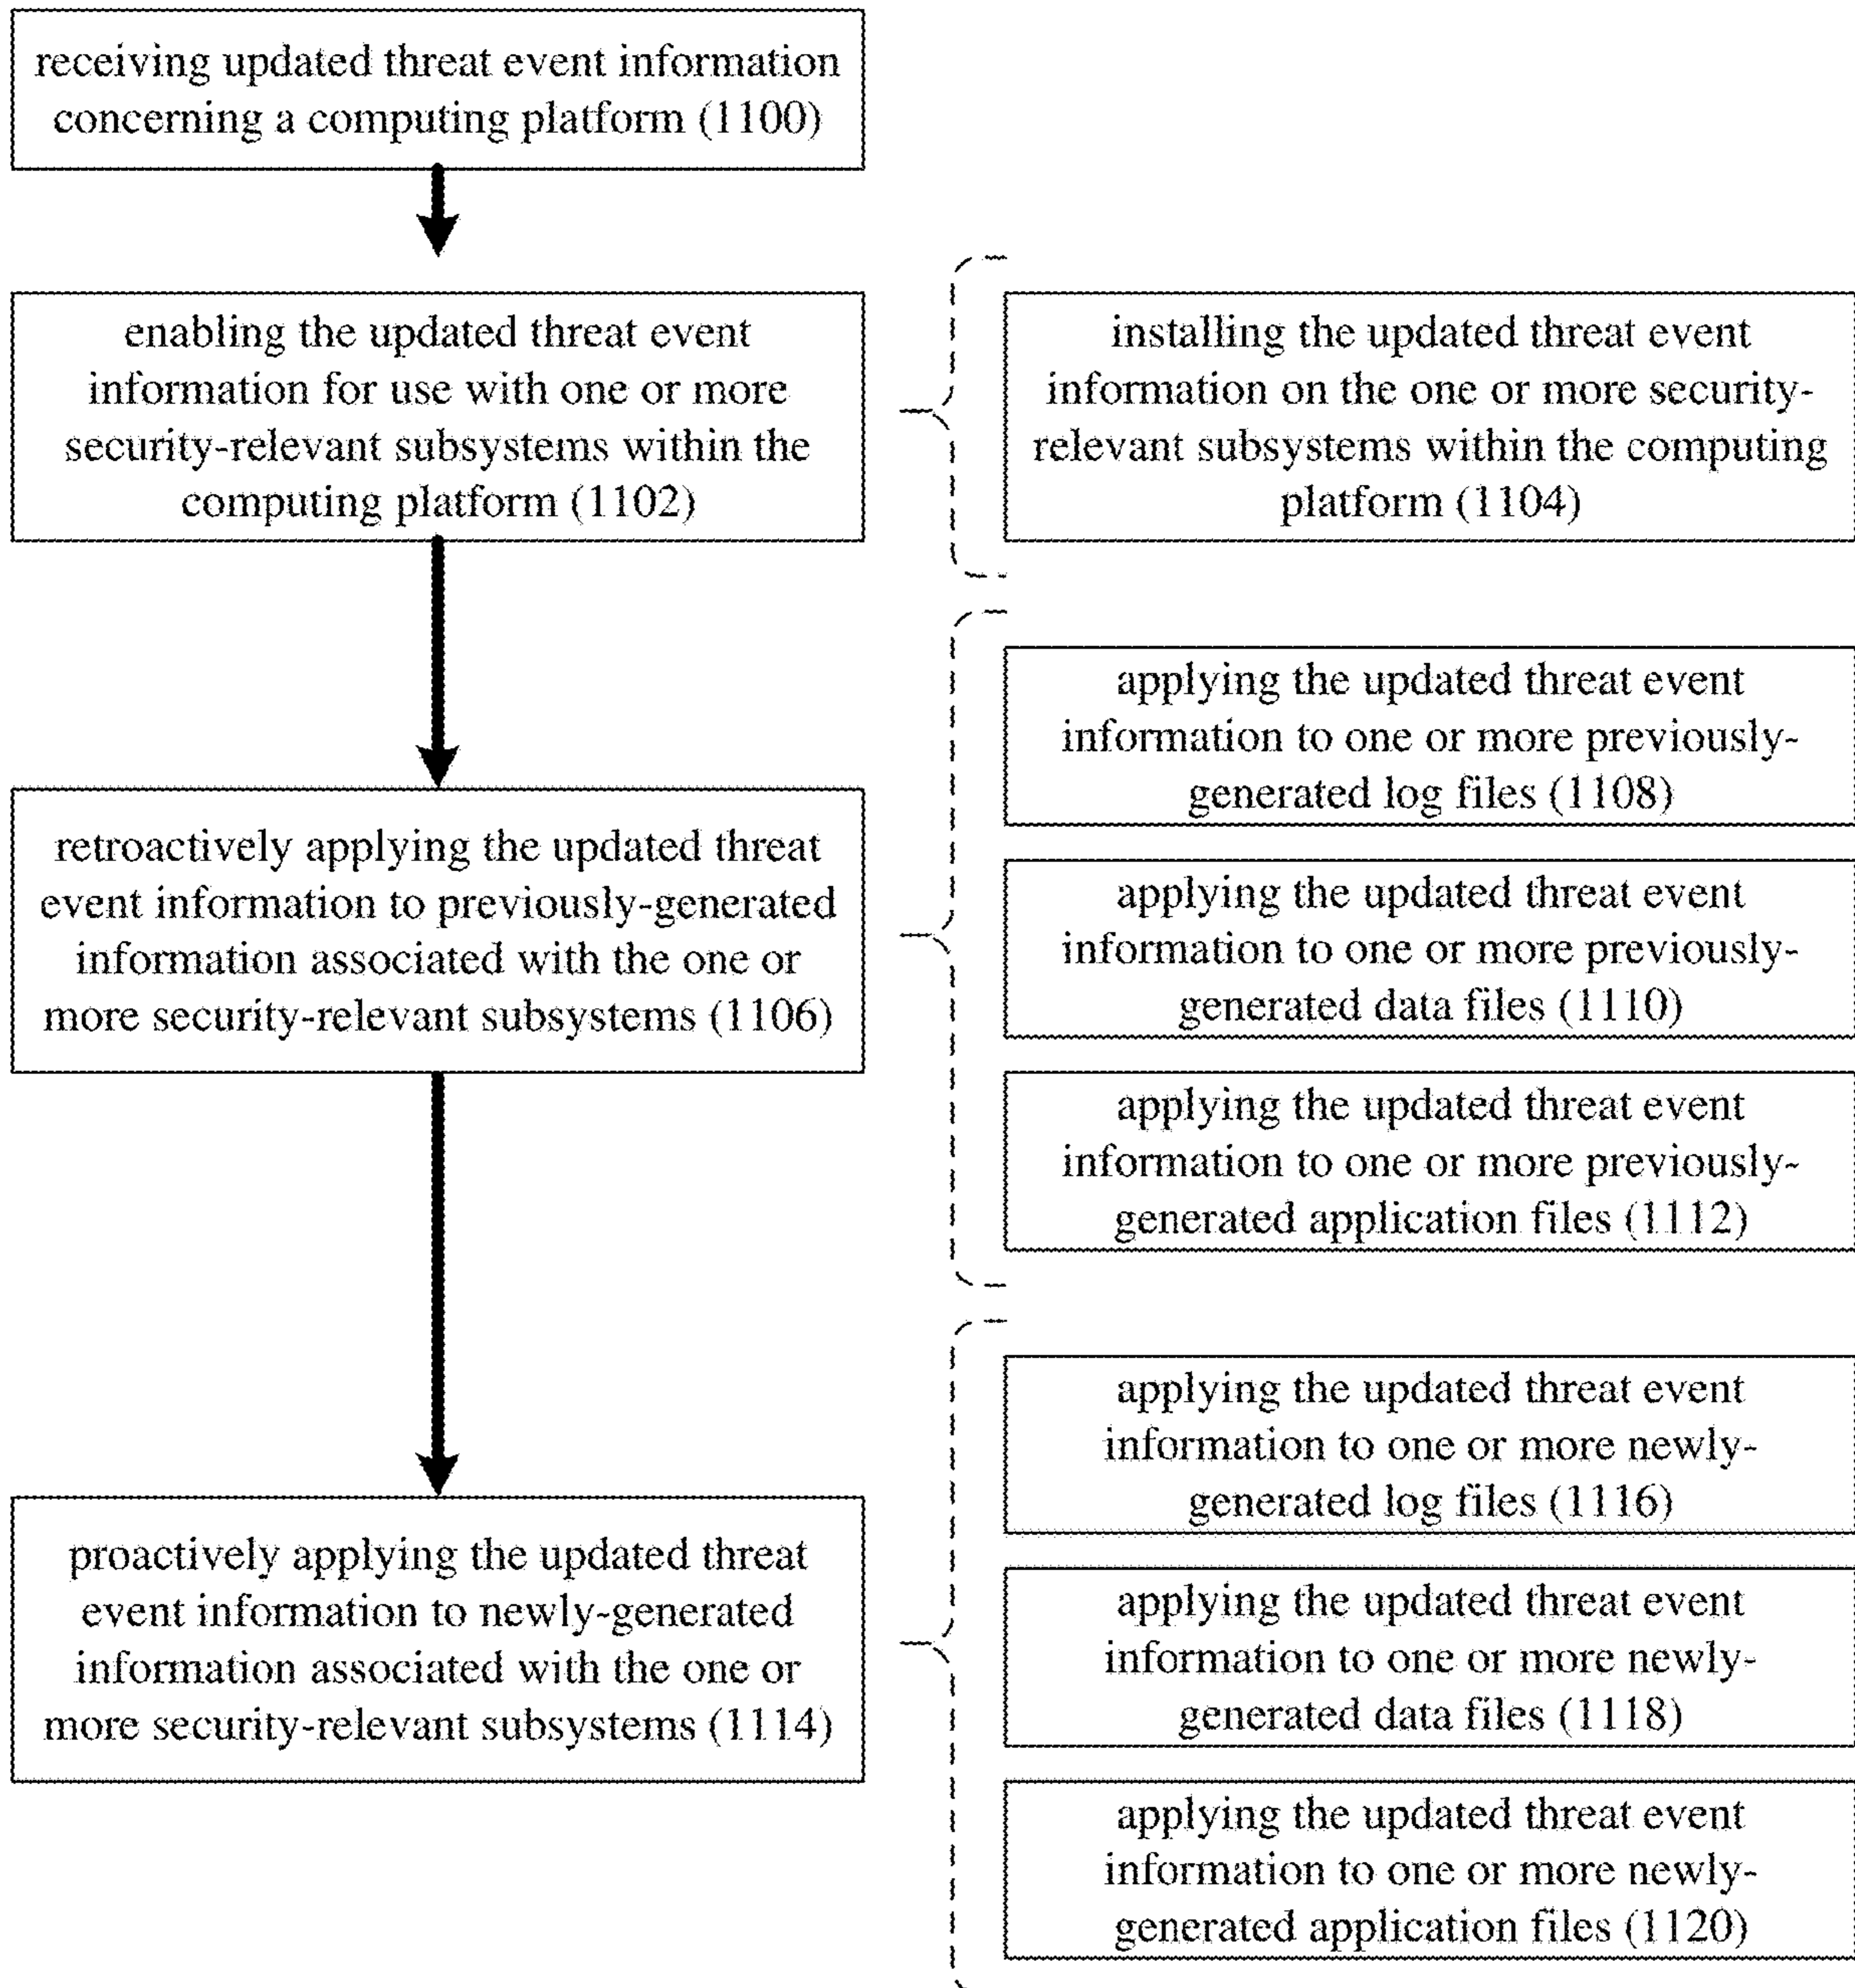 receiving updated threat event information
concerning a computing platform (1100)
enabling the updated threat event
information for use with one or more
security-relevant subsystems within the
computing platform (1102)
installing the updated threat event
information on the one or more security-
relevant subsystems within the computing
platform (1104)
retroactively applying the updated threat
event information to previously-generated
information associated with the one or
more security-relevant subsystems (1106)
applying the updated threat event
information to one or more previously-
generated log files (1108)
applying the updated threat event
information to one or more previously-
generated data files (1110)
applying the updated threat event
information to one or more previously-
generated application files (1112)
proactively applying the updated threat
event information to newly-generated
information associated with the one or
more security-relevant subsystems (1114)
applying the updated threat event
information to one or more newly-
generated log files (1116)
applying the updated threat event
information to one or more newly-
generated data files (1118)
applying the updated threat event
information to one or more newly-
generated application files (1120)